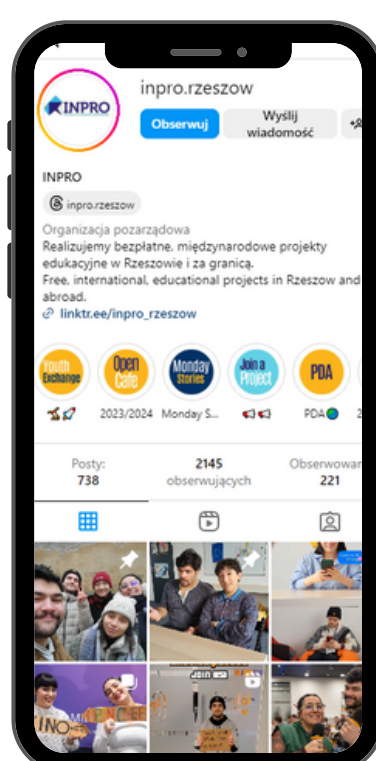 INPRO
inpro.rzeszow
Obserwuj
Wyślij
wiadomość
INPRO
inpro.rzeszow
Organizacja pozarządowa
Realizujemy bezpłatne, międzynarodowe projekty
edukacyjne w Rzeszowie i za granicą.
Free, international, educational projects in Rzeszow and
abroad.
linktr.ee/inpro_rzeszow
Youth
Exchange
Open
Cafe
Monday
Stories
Join a
Project
PDA
2023/2024
Monday S...
PDA
Posty:
738
2145
obserwujących
Obserwowan
221
JOIN